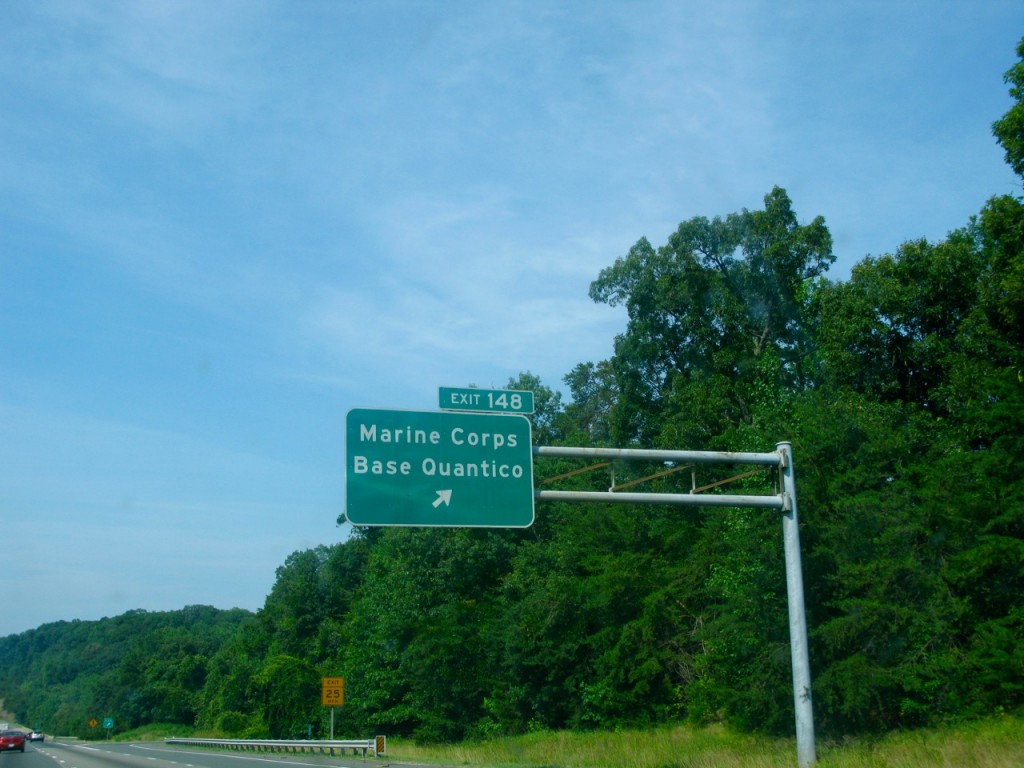 EXIT 148
Marine Corps
Base Quantico
EXIT
25